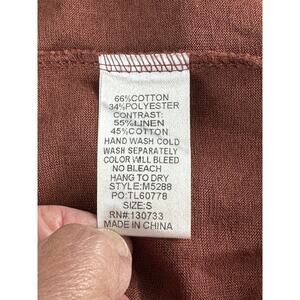 66%COTTON
34%POLYESTER
CONTRAST:
55%LINEN
45%COTTON
HAND WASH COLD
WASH SEPARATELY
COLOR WILL BLEED
NO BLEACH
HANG TO DRY
STYLE:M5288
PO:TL60778
SIZE:S
RN#:130733
MADE IN CHINA